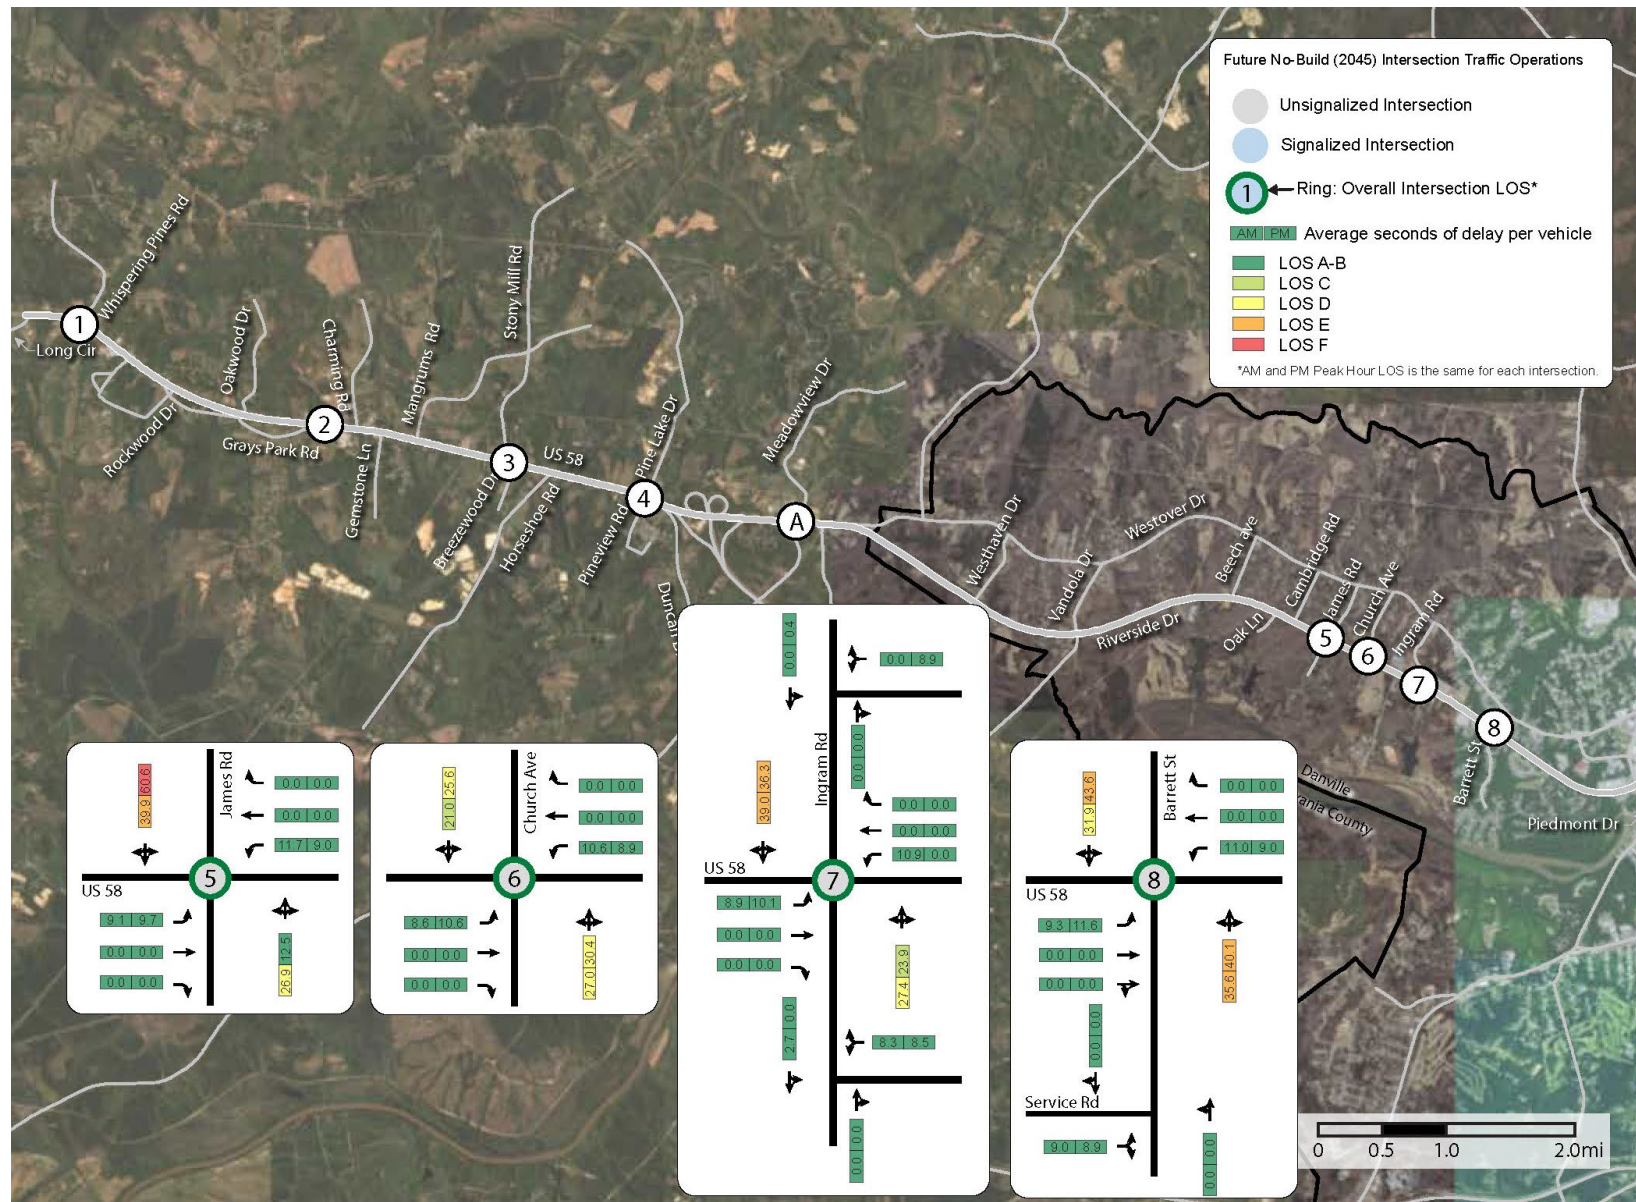 Future No-Build (2045) Intersection Traffic Operations
Unsignalized Intersection
Signalized Intersection
1
Ring: Overall Intersection LOS*
AM PM
Average seconds of delay per vehicle
LOS A-B
LOS C
LOS D
LOS E
LOS F
*AM and PM Peak Hour LOS is the same for each intersection.
Whispering Pines Rd
1
Long Cir
Rockwood Dr
Oakwood Dr
Grays Park Rd
2
Charming Rd
Gemstone Ln
Mangrums Rd
Stony Mill Rd
3
US 58
Breezewood Dr
Horseshoe Rd
Pine Lake Dr
4
Pineview Rd
Duncan
Meadowview Dr
A
Westhaven Dr
Vandola Dr
Westover Dr
Riverside Dr
Beech ave
Oak Ln
Cambridge Rd
James Rd
Church Ave
Ingram Rd
5
6
7
8
Barrett St
Piedmont Dr
Danville
vania County
James Rd
39.9 60.6
0.0 0.0
0.0 0.0
11.7 9.0
US 58
5
9.1 9.7
0.0 0.0
0.0 0.0
26.9 12.5
Church Ave
21.0 25.6
0.0 0.0
0.0 0.0
10.6 8.9
6
8.6 10.6
0.0 0.0
0.0 0.0
27.0 30.4
0.0 0.4
0.0 8.9
Ingram Rd
0.0 0.0
39.0 36.3
0.0 0.0
0.0 0.0
10.9 0.0
US 58
7
8.9 10.1
0.0 0.0
0.0 0.0
27.4 23.9
2.7 0.0
8.3 8.5
0.0 0.0
Barrett St
31.9 43.6
0.0 0.0
0.0 0.0
11.0 9.0
US 58
8
9.3 11.6
0.0 0.0
0.0 0.0
35.6 40.1
0.0 0.0
Service Rd
9.0 8.9
0.0 0.0
0 0.5 1.0 2.0mi